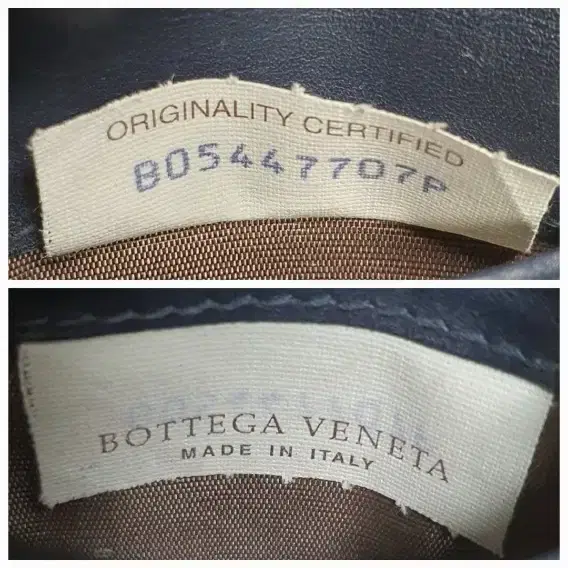 ORIGINALITY CERTIFIED
B05447707P
BOTTEGA VENETA
MADE IN ITALY